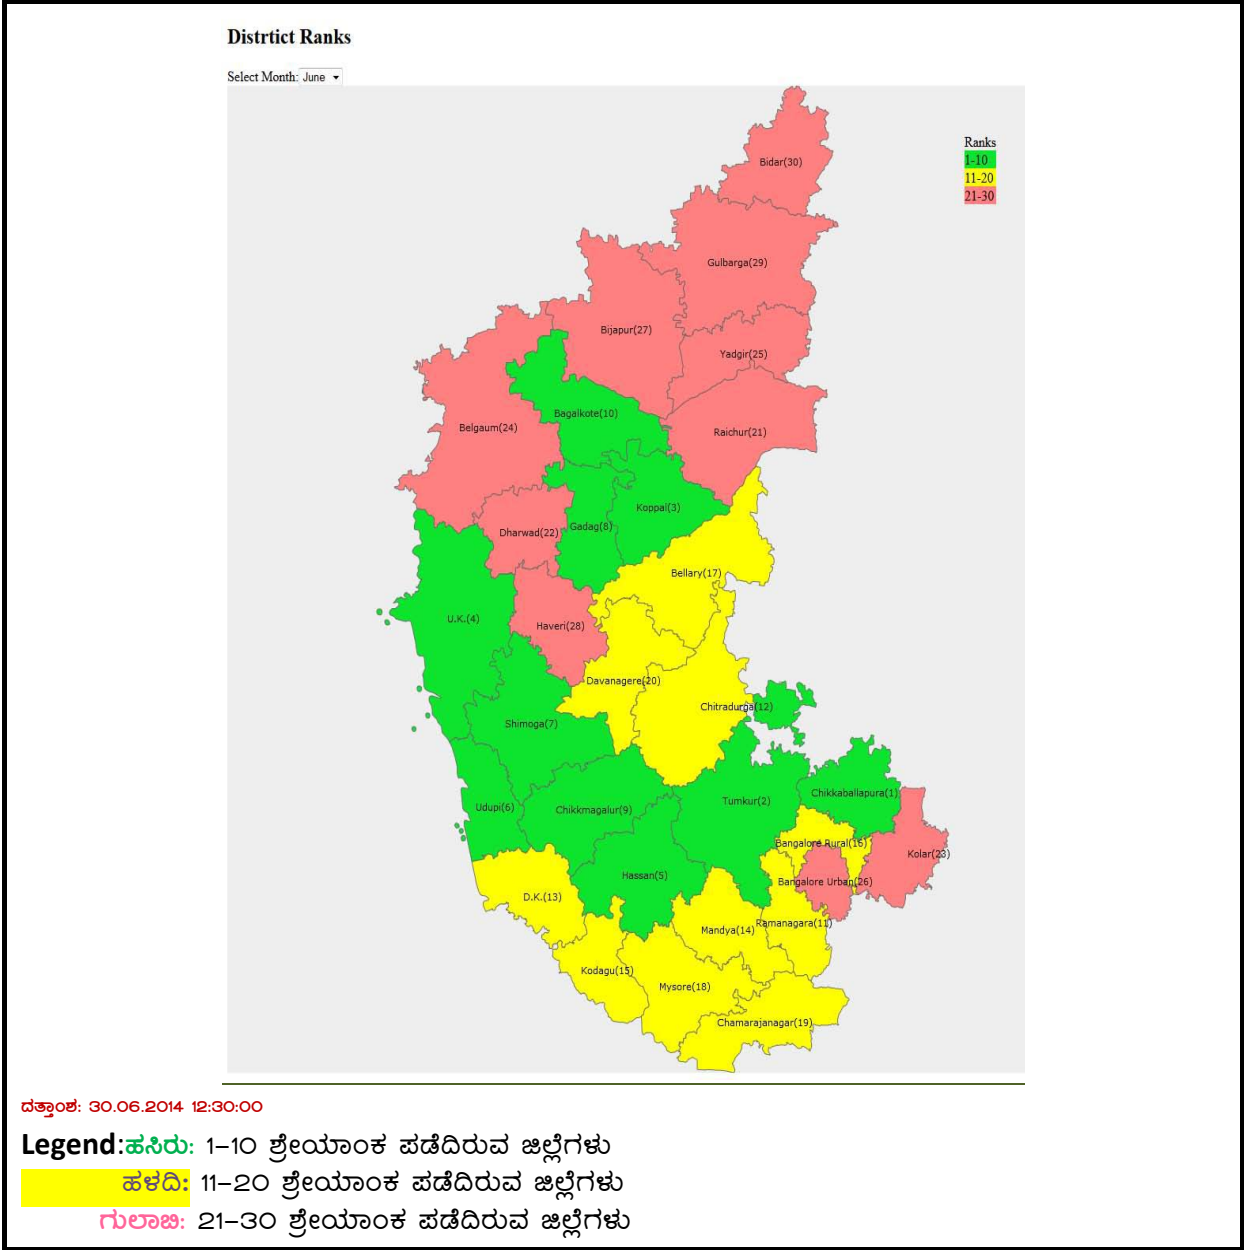 Distrtict Ranks
Select Month: June
Ranks
1-10
11-20
21-30
Bidar(30)
Gulbarga(29)
Bijapur(27)
Yadgir(25)
Bagalkote(10)
Belgaum(24)
Raichur(21)
Koppal(3)
Gadag(8)
Dharwad(22)
Bellary(17)
U.K.(4)
Haveri(28)
Davanagere(20)
Chitradurga(12)
Shimoga(7)
Chikkaballapura(1)
Tumkur(2)
Udupi(6)
Chikkmagalur(9)
Bangalore Rural(16)
Kolar(23)
Hassan(5)
Bangalore Urban(26)
D.K.(13)
Ramanagara(11)
Mandya(14)
Kodagu(15)
Mysore(18)
Chamarajanagar(19)
ದತ್ತಾಂಶ: 30.06.2014 12:30:00
Legend:ಹಸಿರು: 1-10 ಶ್ರೇಯಾಂಕ ಪಡೆದಿರುವ ಜಿಲ್ಲೆಗಳು
ಹಳದಿ: 11-20 ಶ್ರೇಯಾಂಕ ಪಡೆದಿರುವ ಜಿಲ್ಲೆಗಳು
ಗುಲಾಬಿ: 21-30 ಶ್ರೇಯಾಂಕ ಪಡೆದಿರುವ ಜಿಲ್ಲೆಗಳು